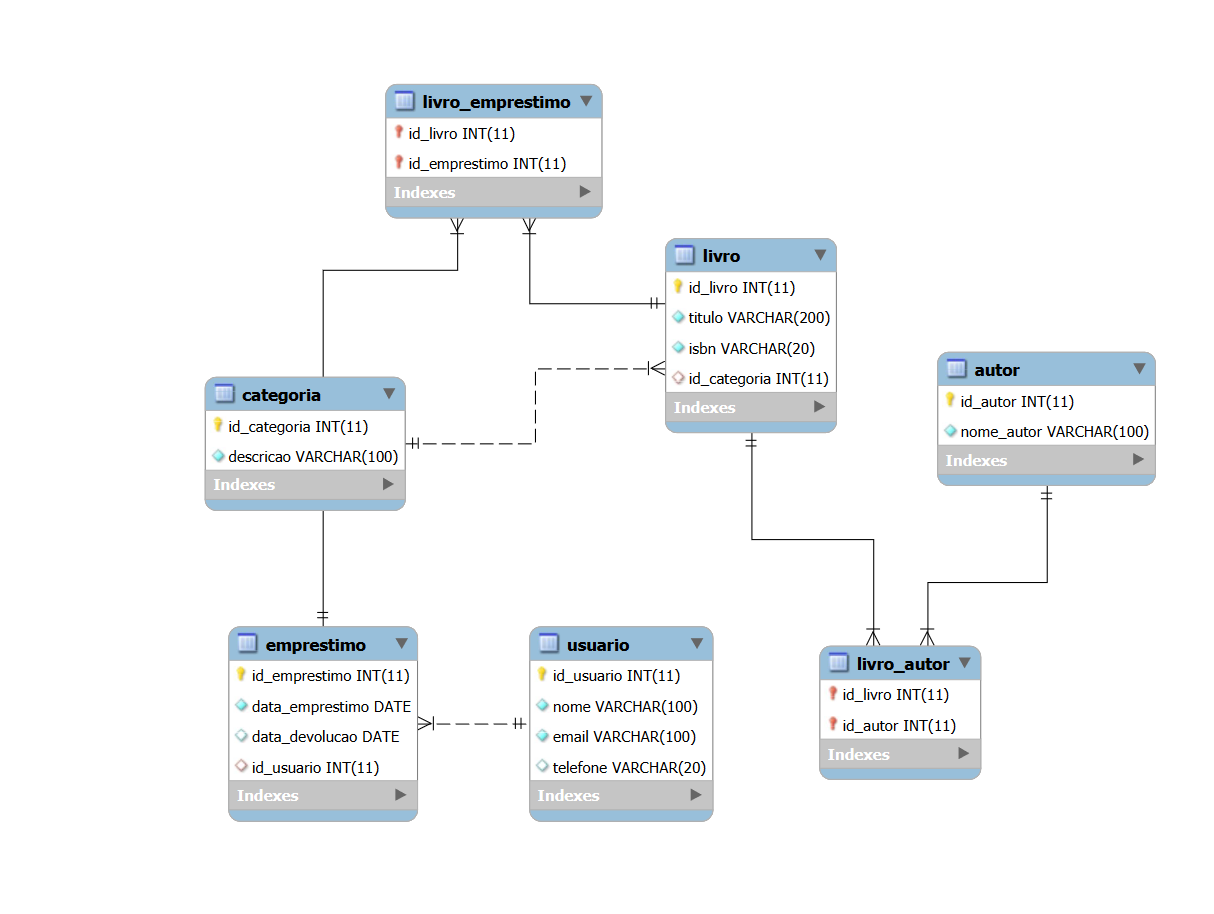 livro_emprestimo
id_livro INT(11)
id_emprestimo INT(11)
Indexes
livro
id_livro INT(11)
titulo VARCHAR(200)
isbn VARCHAR(20)
id_categoria INT(11)
Indexes
autor
id_autor INT(11)
nome_autor VARCHAR(100)
Indexes
categoria
id_categoria INT(11)
descricao VARCHAR(100)
Indexes
emprestimo
id_emprestimo INT(11)
data_emprestimo DATE
data_devolucao DATE
id_usuario INT(11)
Indexes
usuario
id_usuario INT(11)
nome VARCHAR(100)
email VARCHAR(100)
telefone VARCHAR(20)
Indexes
livro_autor
id_livro INT(11)
id_autor INT(11)
Indexes